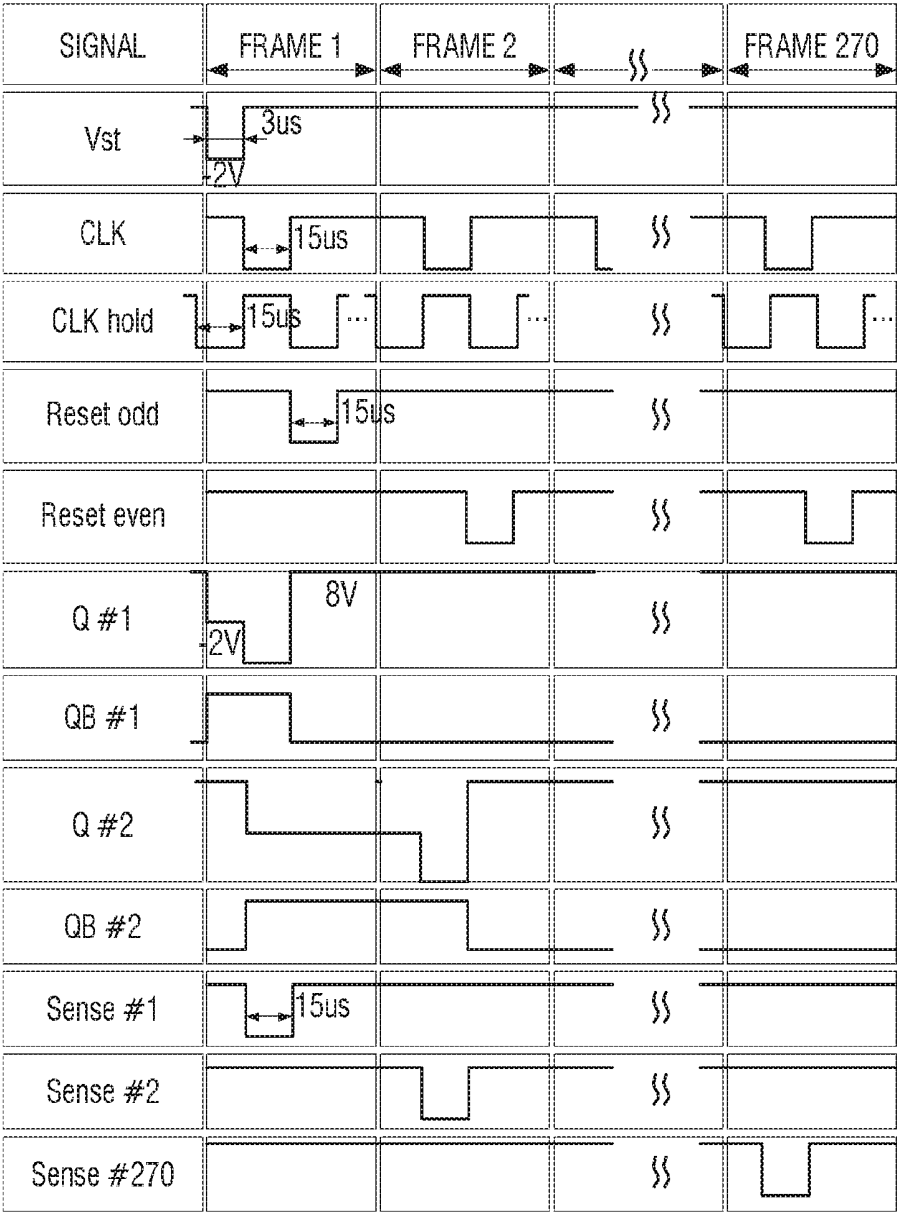 SIGNAL FRAME 1 FRAME 2 FRAME 270
Vst 3us
-2V
CLK 15us
CLK hold 15us ... ... ...
Reset odd 15us
Reset even
Q #1 8V
-2V
QB #1
Q #2
QB #2
Sense #1 15us
Sense #2
Sense #270